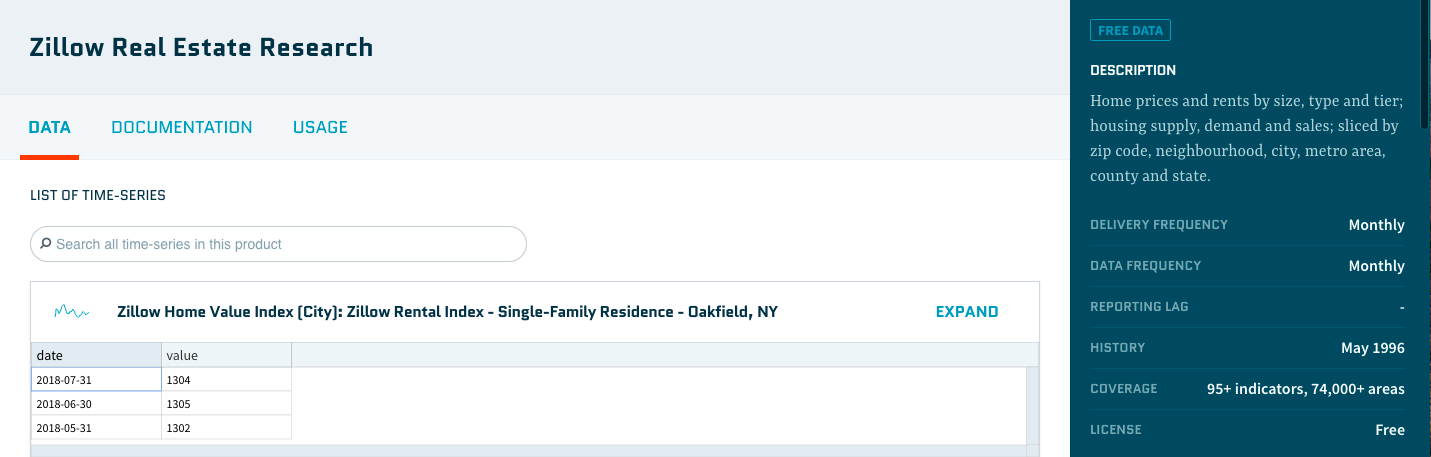 Zillow Real Estate Research
DATA DOCUMENTATION USAGE
LIST OF TIME-SERIES
Search all time-series in this product
Zillow Home Value Index (City): Zillow Rental Index - Single-Family Residence - Oakfield, NY EXPAND
date value
2018-07-31 1304
2018-06-30 1305
2018-05-31 1302
FREE DATA
DESCRIPTION
Home prices and rents by size, type and tier;
housing supply, demand and sales; sliced by
zip code, neighbourhood, city, metro area,
county and state.
DELIVERY FREQUENCY Monthly
DATA FREQUENCY Monthly
REPORTING LAG -
HISTORY May 1996
COVERAGE 95+ indicators, 74,000+ areas
LICENSE Free